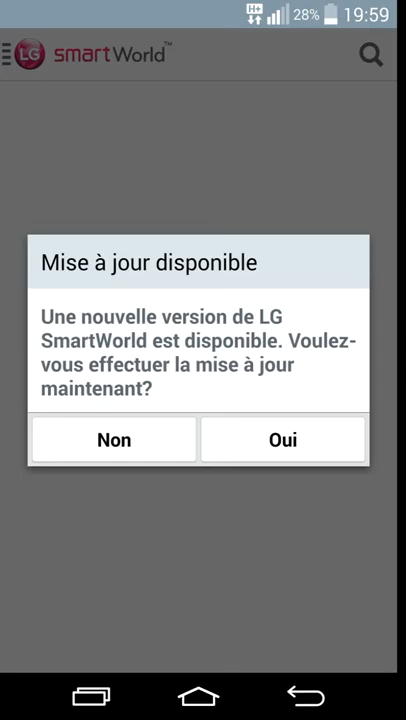 H+ 28% 19:59
LG smartWorld™
Mise à jour disponible
Une nouvelle version de LG
SmartWorld est disponible. Voulez-
vous effectuer la mise à jour
maintenant?
Non Oui